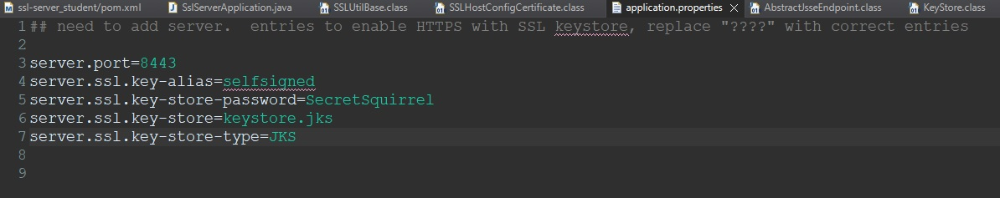 ssl-server_student/pom.xml SslServerApplication.java SSLUtilBase.class SSLHostConfigCertificate.class application.properties AbstractJsseEndpoint.class KeyStore.class
1 ## need to add server.  entries to enable HTTPS with SSL keystore, replace "????" with correct entries
2
3 server.port=8443
4 server.ssl.key-alias=selfsigned
5 server.ssl.key-store-password=SecretSquirrel
6 server.ssl.key-store=keystore.jks
7 server.ssl.key-store-type=JKS
8
9